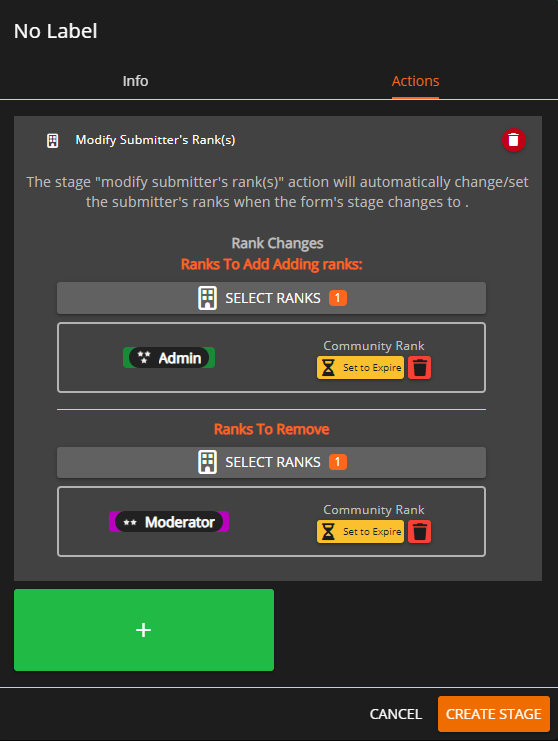 No Label
Info
Actions
Modify Submitter's Rank(s)
The stage "modify submitter's rank(s)" action will automatically change/set
the submitter's ranks when the form's stage changes to .
Rank Changes
Ranks To Add Adding ranks:
SELECT RANKS 1
Admin
Community Rank
Set to Expire
Ranks To Remove
SELECT RANKS 1
Moderator
Community Rank
Set to Expire
+
CANCEL
CREATE STAGE